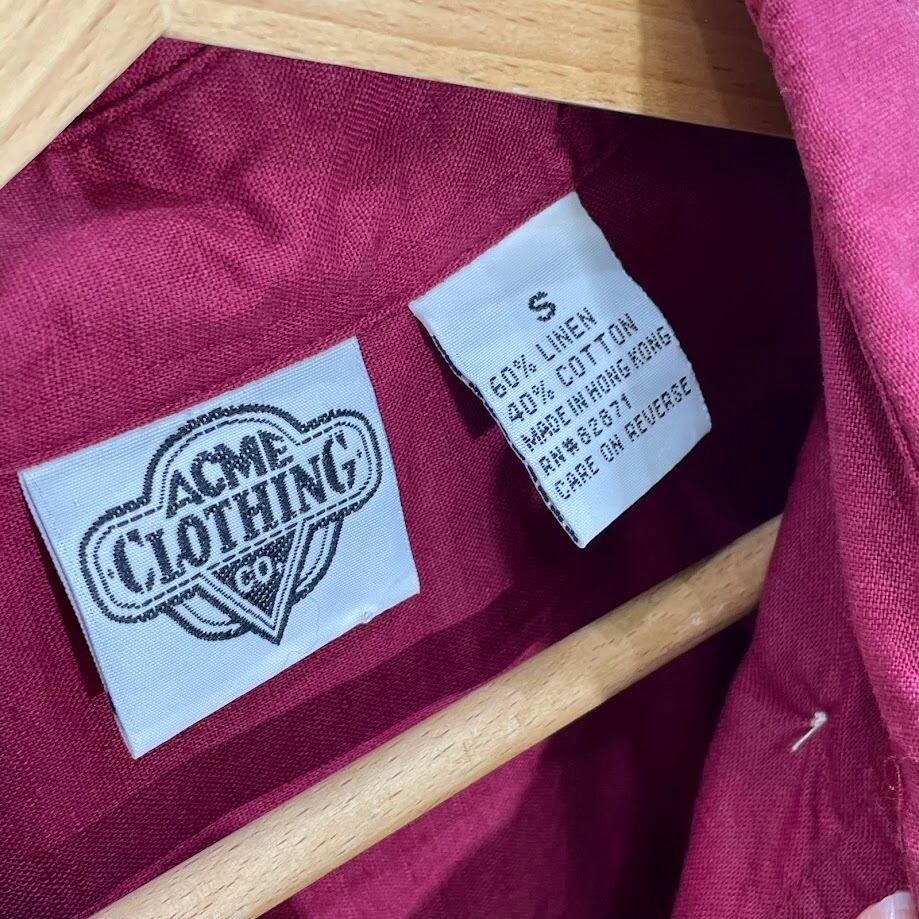 ACME
CLOTHING
CO.
S
60% LINEN
40% COTTON
MADE IN HONG KONG
RN# 82871
CARE ON REVERSE